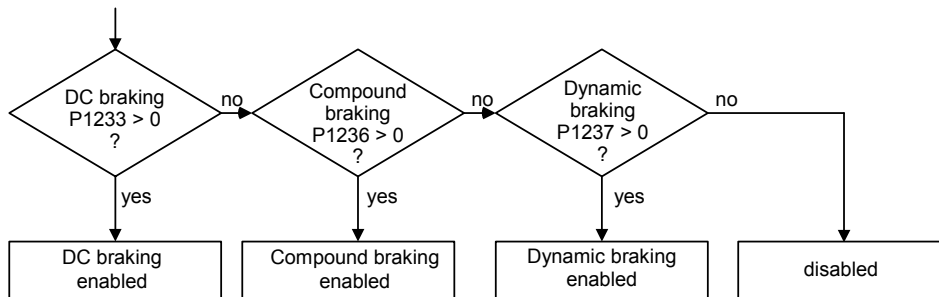 DC braking
P1233 > 0
?
no
Compound
braking
P1236 > 0
?
no
Dynamic
braking
P1237 > 0
?
no
yes
yes
yes
DC braking
enabled
Compound braking
enabled
Dynamic braking
enabled
disabled